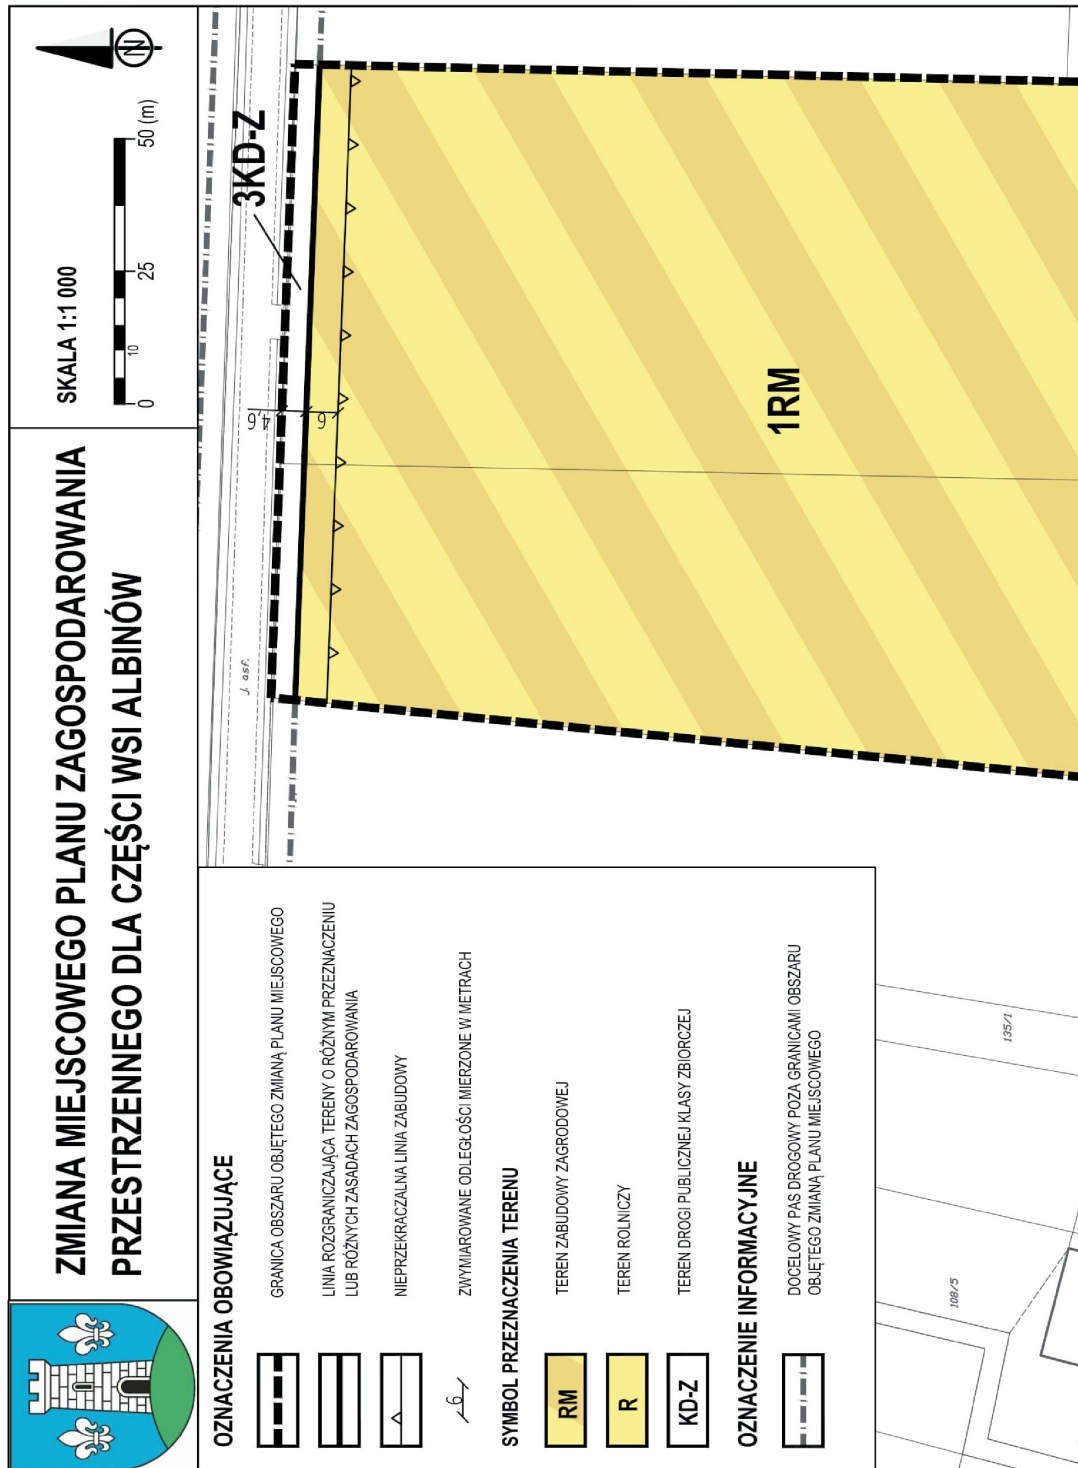 ZMIANA MIEJSCOWEGO PLANU ZAGOSPODAROWANIA
PRZESTRZENNEGO DLA CZĘŚCI WSI ALBINÓW
SKALA 1:1 000
0
10
25
50 (m)
N
OZNACZENIA OBOWIĄZUJĄCE
GRANICA OBSZARU OBJĘTEGO ZMIANĄ PLANU MIEJSCOWEGO
LINIA ROZGRANICZAJĄCA TERENY O RÓŻNYM PRZEZNACZENIU
LUB RÓŻNYCH ZASADACH ZAGOSPODAROWANIA
NIEPRZEKRACZALNA LINIA ZABUDOWY
6
ZWYMIAROWANE ODLEGŁOŚCI MIERZONE W METRACH
SYMBOL PRZEZNACZENIA TERENU
RM
TEREN ZABUDOWY ZAGRODOWEJ
R
TEREN ROLNICZY
KD-Z
TEREN DROGI PUBLICZNEJ KLASY ZBIORCZEJ
OZNACZENIE INFORMACYJNE
DOCELOWY PAS DROGOWY POZA GRANICAMI OBSZARU
OBJĘTEGO ZMIANĄ PLANU MIEJSCOWEGO
j. asf.
3KD-Z
4,6
6
1RM
135/1
108/5